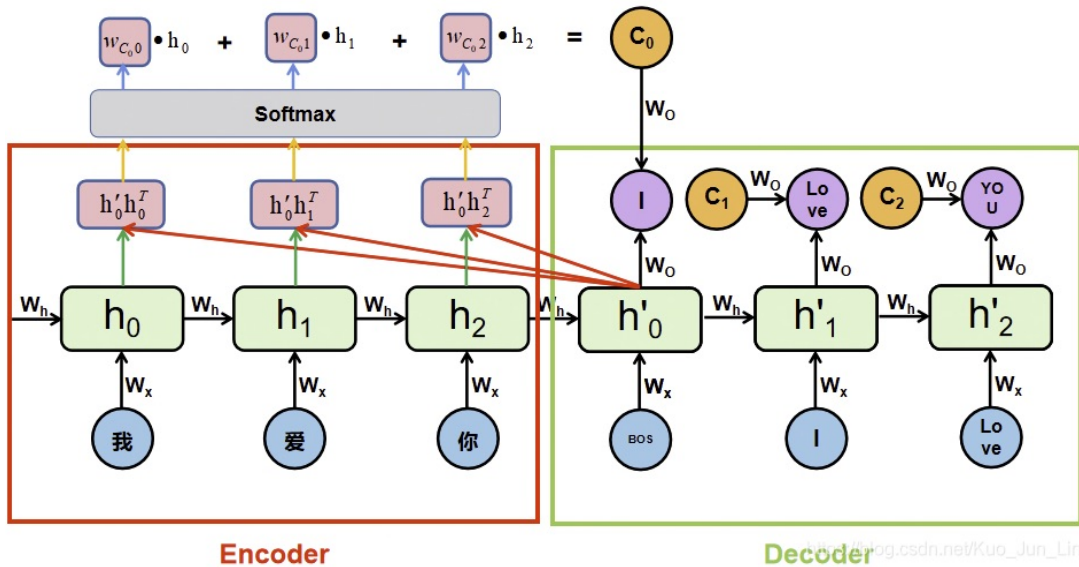 w_{C_0 0} • h_0 + w_{C_0 1} • h_1 + w_{C_0 2} • h_2 = C_0
Softmax
W_O
h'_0 h_0^T h'_0 h_1^T h'_0 h_2^T I C_1 W_O Lo
ve C_2 W_O YO
U
W_O W_O W_O
W_h h_0 W_h h_1 W_h h_2 W_h h'_0 W_h h'_1 W_h h'_2
W_x W_x W_x W_x W_x W_x
我 爱 你 BOS I Lo
ve
Encoder Decoder
https://blog.csdn.net/Kuo_Jun_Lin